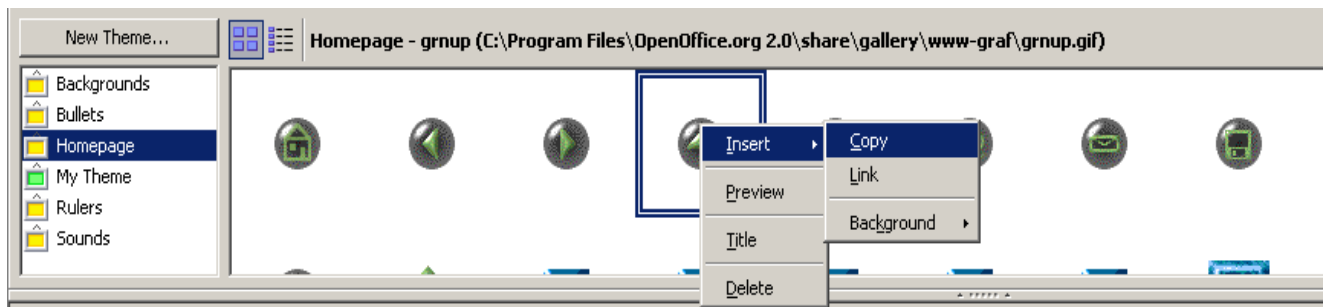 New Theme...
Homepage - grnup (C:\Program Files\OpenOffice.org 2.0\share\gallery\www-graf\grnup.gif)
Backgrounds
Bullets
Homepage
My Theme
Rulers
Sounds
Insert
Preview
Title
Delete
Copy
Link
Background